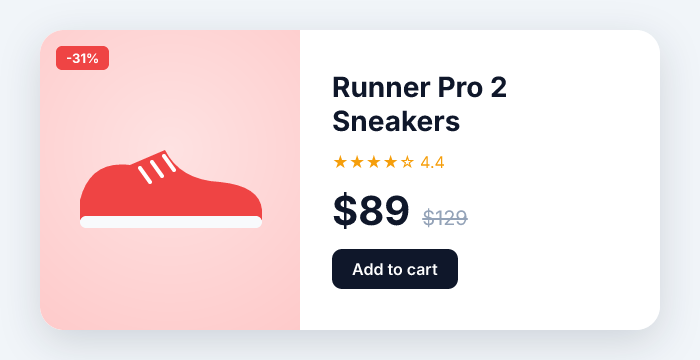 -31%
Runner Pro 2
Sneakers
★★★★☆ 4.4
$89 $129
Add to cart